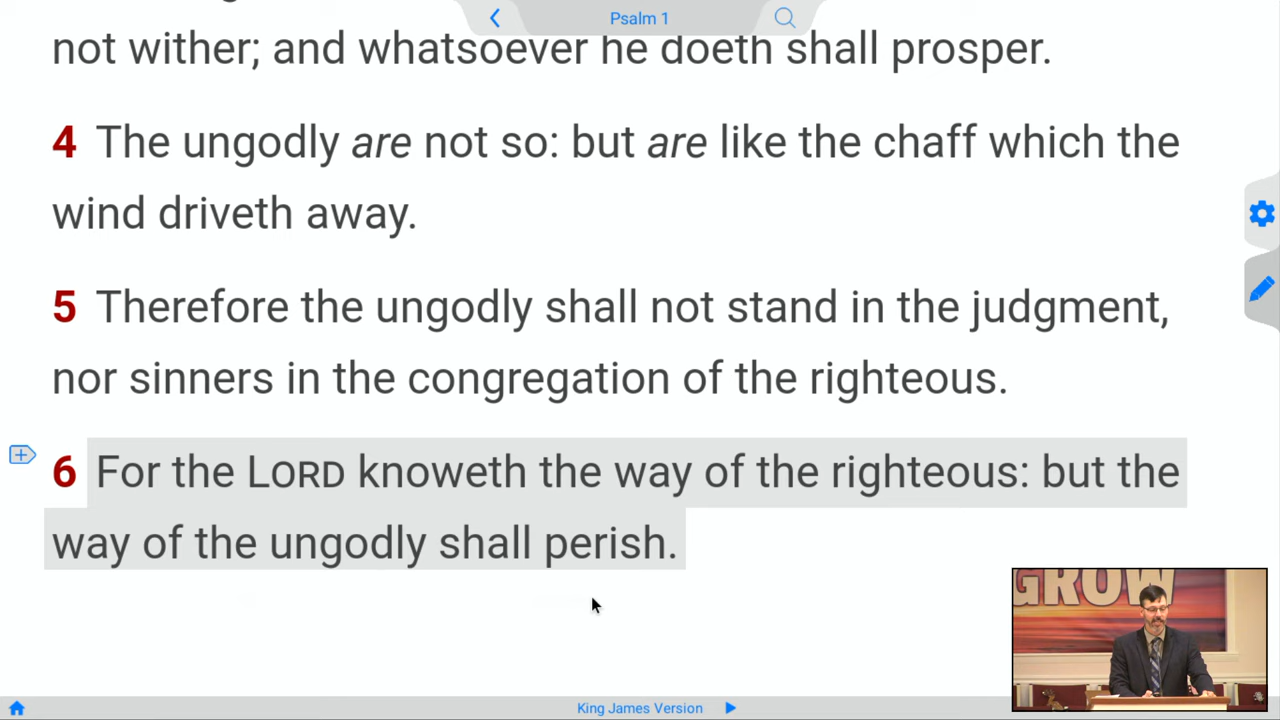 Psalm 1
not wither; and whatsoever he doeth shall prosper.
4 The ungodly are not so: but are like the chaff which the
wind driveth away.
5 Therefore the ungodly shall not stand in the judgment,
nor sinners in the congregation of the righteous.
6 For the LORD knoweth the way of the righteous: but the
way of the ungodly shall perish.
GROW
King James Version